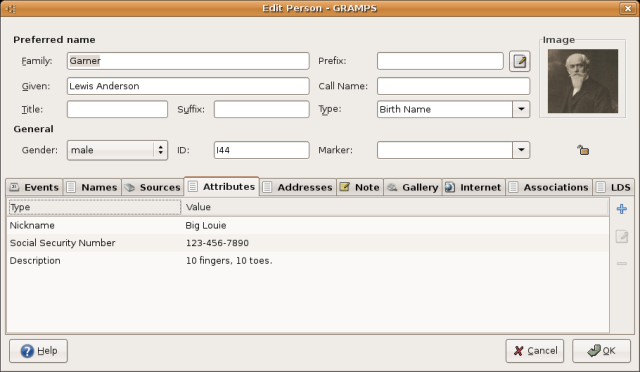 Edit Person - GRAMPS
Preferred name
Image
Family: Garner Prefix:
Given: Lewis Anderson Call Name:
Title: Suffix: Type: Birth Name
General
Gender: male ID: I44 Marker:
Events Names Sources Attributes Addresses Note Gallery Internet Associations LDS
Type Value
Nickname Big Louie
Social Security Number 123-456-7890
Description 10 fingers, 10 toes.
Help Cancel OK